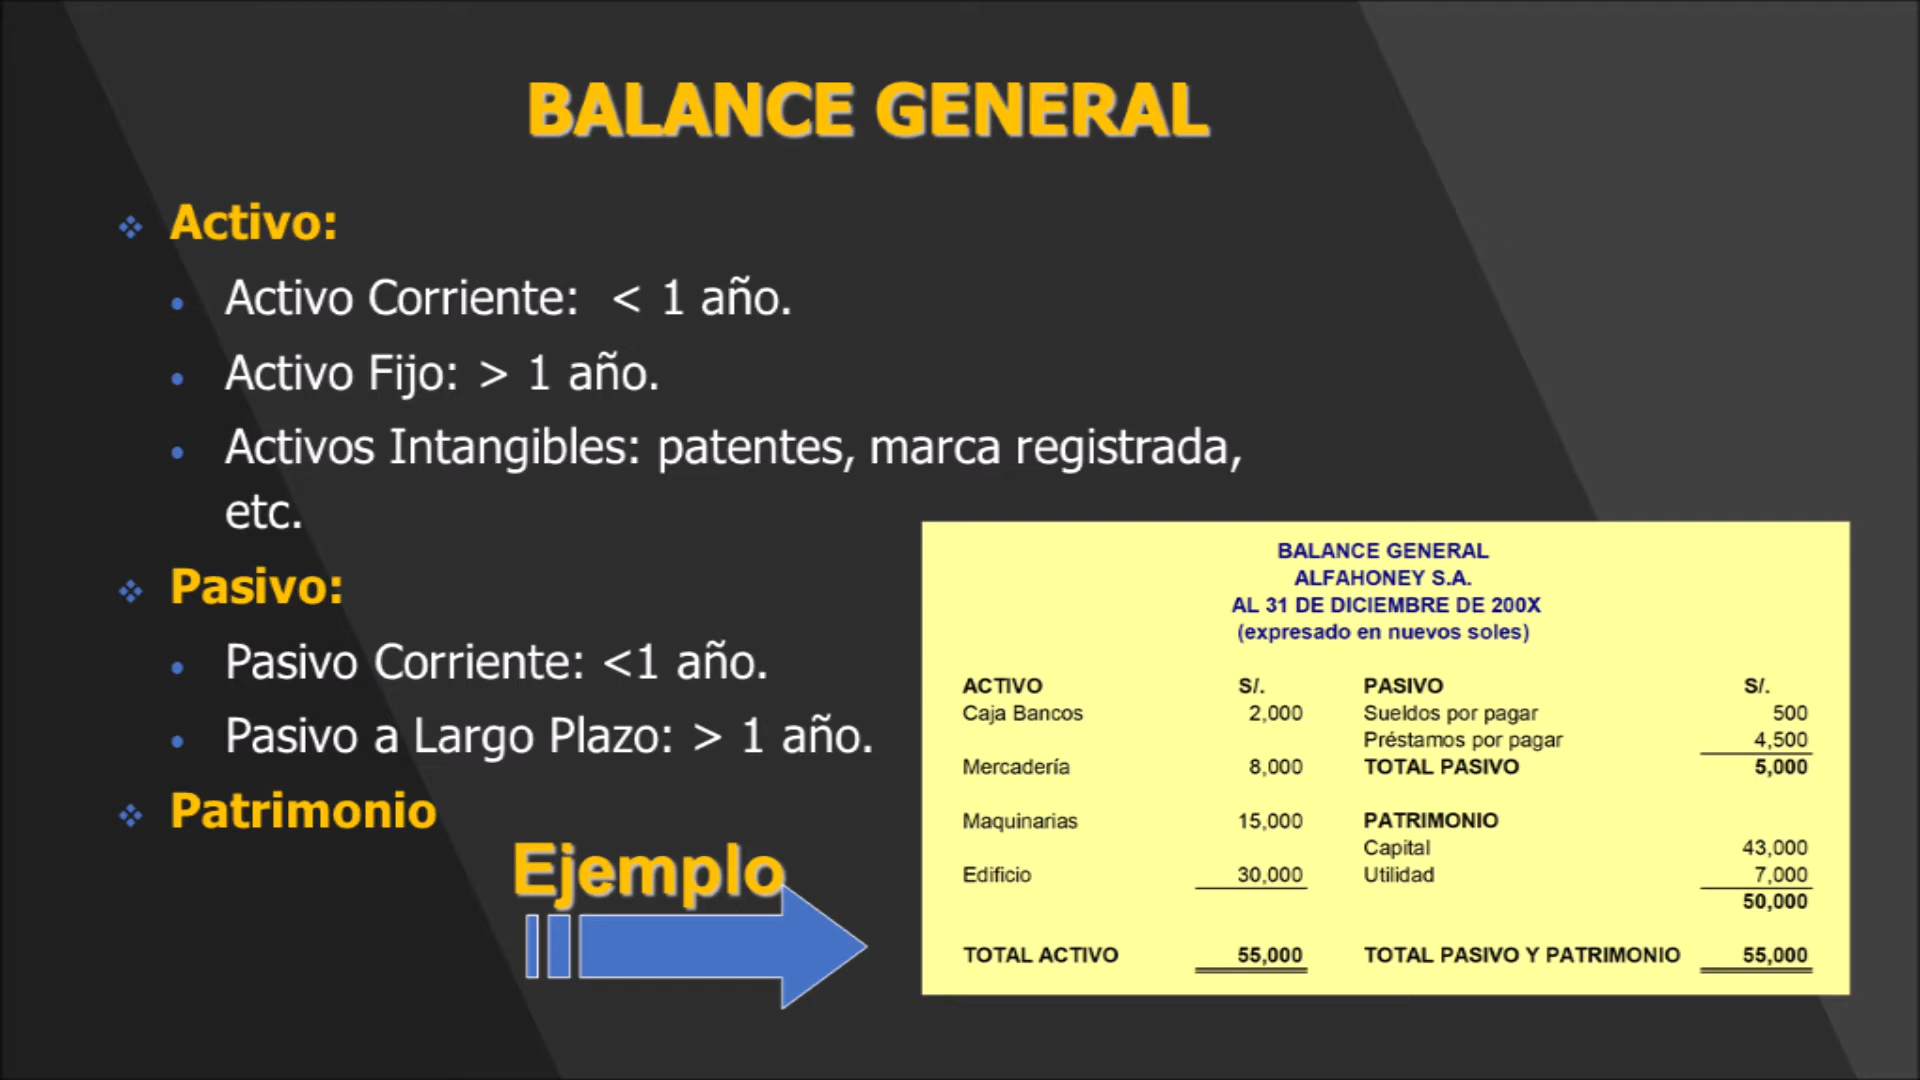 BALANCE GENERAL
Activo:
Activo Corriente: < 1 año.
Activo Fijo: > 1 año.
Activos Intangibles: patentes, marca registrada,
etc.
Pasivo:
Pasivo Corriente: <1 año.
Pasivo a Largo Plazo: > 1 año.
Patrimonio
Ejemplo
BALANCE GENERAL
ALFAHONEY S.A.
AL 31 DE DICIEMBRE DE 200X
(expresado en nuevos soles)
ACTIVO S/. PASIVO S/.
Caja Bancos 2,000 Sueldos por pagar 500
Préstamos por pagar 4,500
Mercadería 8,000 TOTAL PASIVO 5,000
Maquinarias 15,000 PATRIMONIO
Capital 43,000
Edificio 30,000 Utilidad 7,000
50,000
TOTAL ACTIVO 55,000 TOTAL PASIVO Y PATRIMONIO 55,000